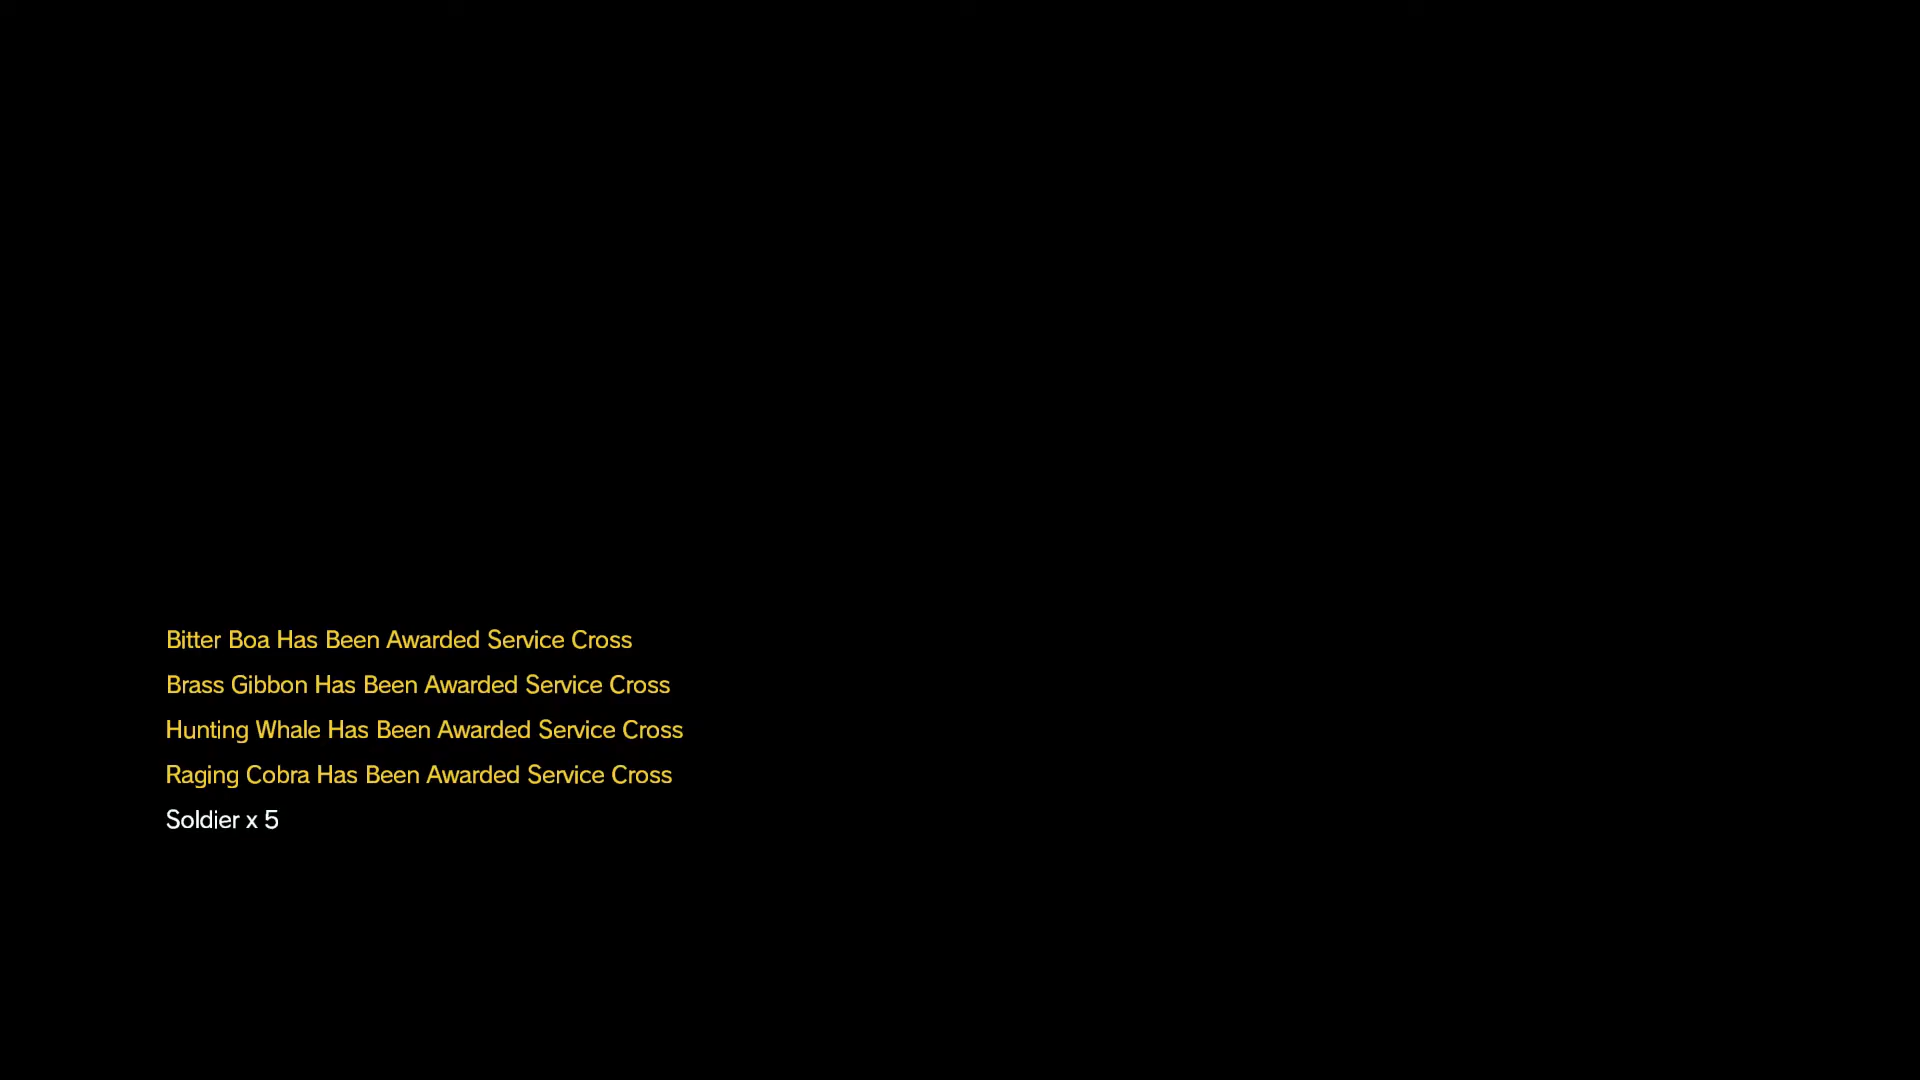 Bitter Boa Has Been Awarded Service Cross
Brass Gibbon Has Been Awarded Service Cross
Hunting Whale Has Been Awarded Service Cross
Raging Cobra Has Been Awarded Service Cross
Soldier x 5